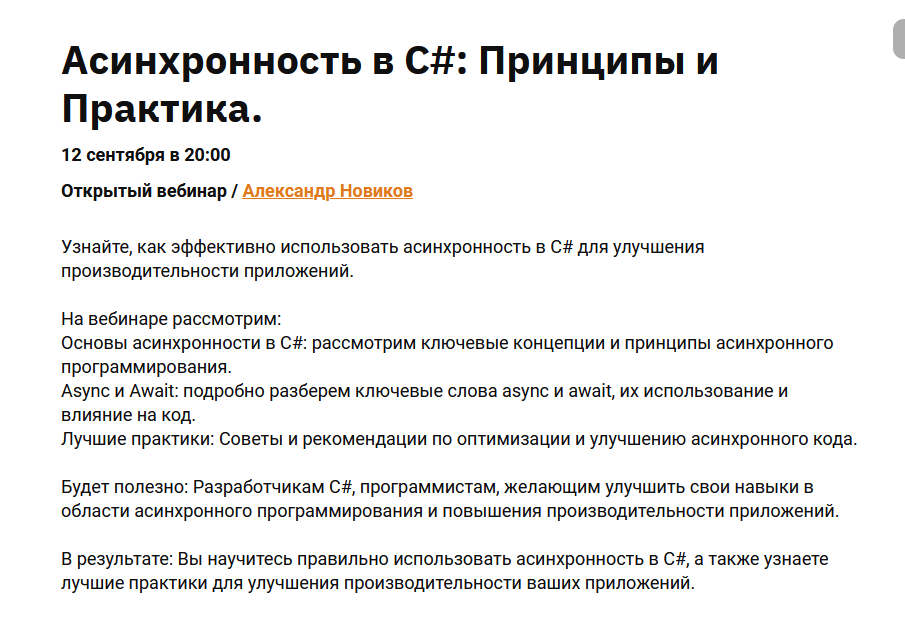 Асинхронность в C#: Принципы и
Практика.
12 сентября в 20:00
Открытый вебинар / Александр Новиков
Узнайте, как эффективно использовать асинхронность в C# для улучшения
производительности приложений.
На вебинаре рассмотрим:
Основы асинхронности в C#: рассмотрим ключевые концепции и принципы асинхронного
программирования.
Async и Await: подробно разберем ключевые слова async и await, их использование и
влияние на код.
Лучшие практики: Советы и рекомендации по оптимизации и улучшению асинхронного кода.
Будет полезно: Разработчикам C#, программистам, желающим улучшить свои навыки в
области асинхронного программирования и повышения производительности приложений.
В результате: Вы научитесь правильно использовать асинхронность в C#, а также узнаете
лучшие практики для улучшения производительности ваших приложений.